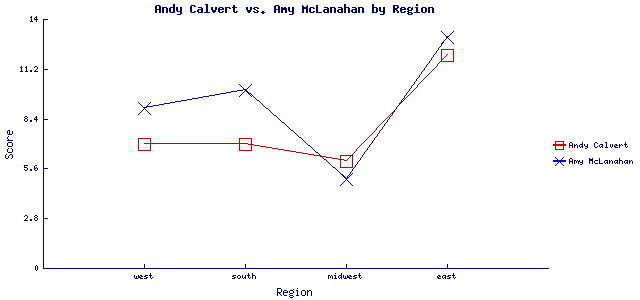 Andy Calvert vs. Amy McLanahan by Region
14
11.2
8.4
5.6
2.8
0
Score
west south midwest east
Region
Andy Calvert
Amy McLanahan